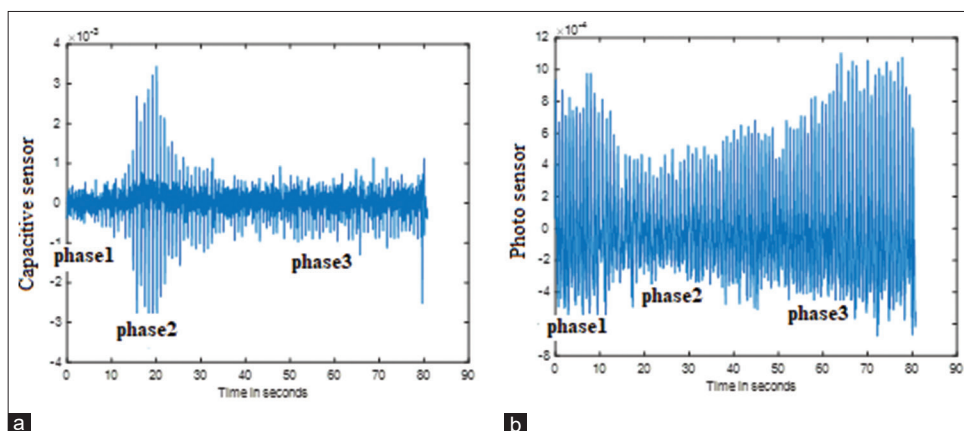 ×10⁻³
4
3
2
1
0
-1
-2
-3
-4
0 10 20 30 40 50 60 70 80 90
Time in seconds
Capacitive sensor
phase1
phase2
phase3
a
×10⁻⁴
12
10
8
6
4
2
0
-2
-4
-6
-8
0 10 20 30 40 50 60 70 80 90
Time in seconds
Photo sensor
phase1
phase2
phase3
b